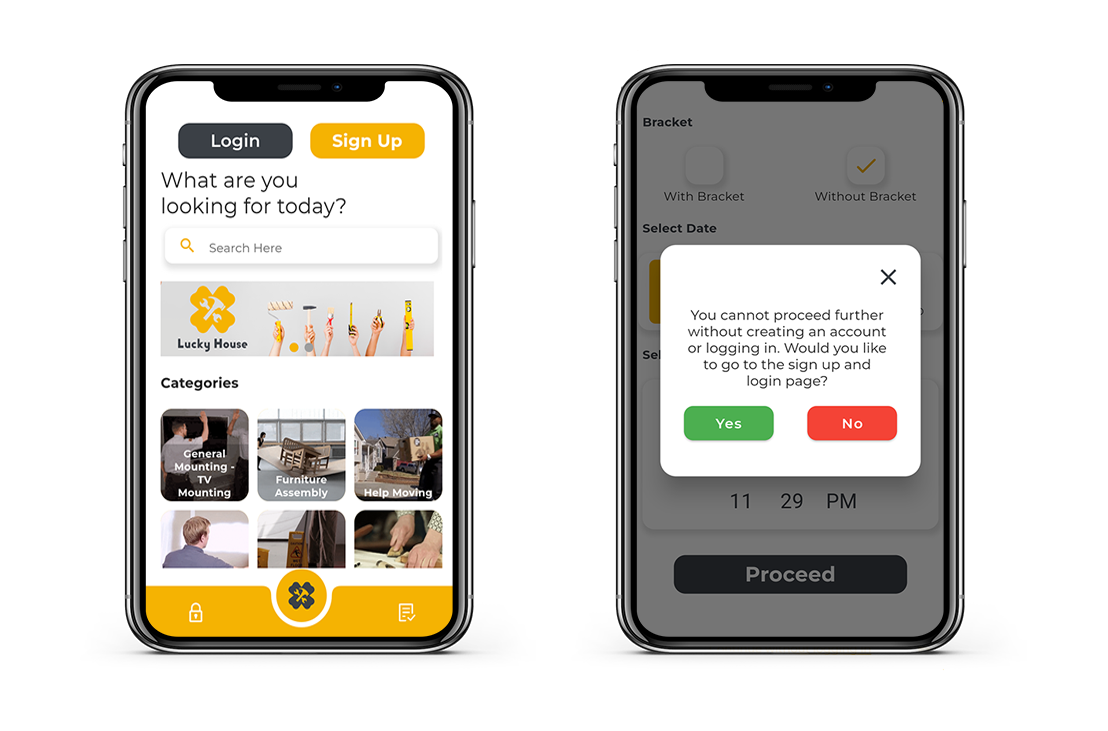 Login
Sign Up
What are you
looking for today?
Search Here
Lucky House
Categories
General
Mounting -
TV
Mounting
Furniture
Assembly
Help Moving
Bracket
With Bracket
Without Bracket
Select Date
Sel
You cannot proceed further
without creating an account
or logging in. Would you like
to go to the sign up and
login page?
Yes
No
11 29 PM
Proceed